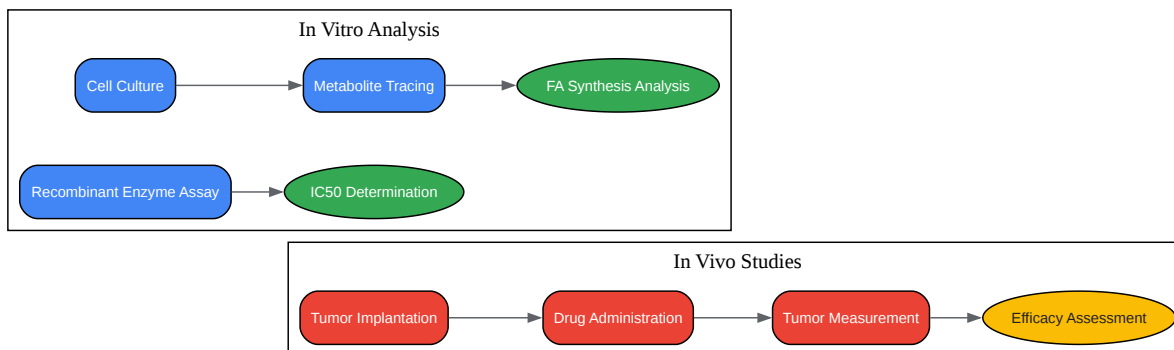 In Vitro Analysis
Cell Culture
Metabolite Tracing
FA Synthesis Analysis
Recombinant Enzyme Assay
IC50 Determination
In Vivo Studies
Tumor Implantation
Drug Administration
Tumor Measurement
Efficacy Assessment